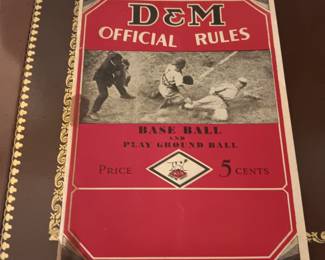 D&M
OFFICIAL RULES
BASE BALL
AND
PLAY GROUND BALL
PRICE 5 CENTS